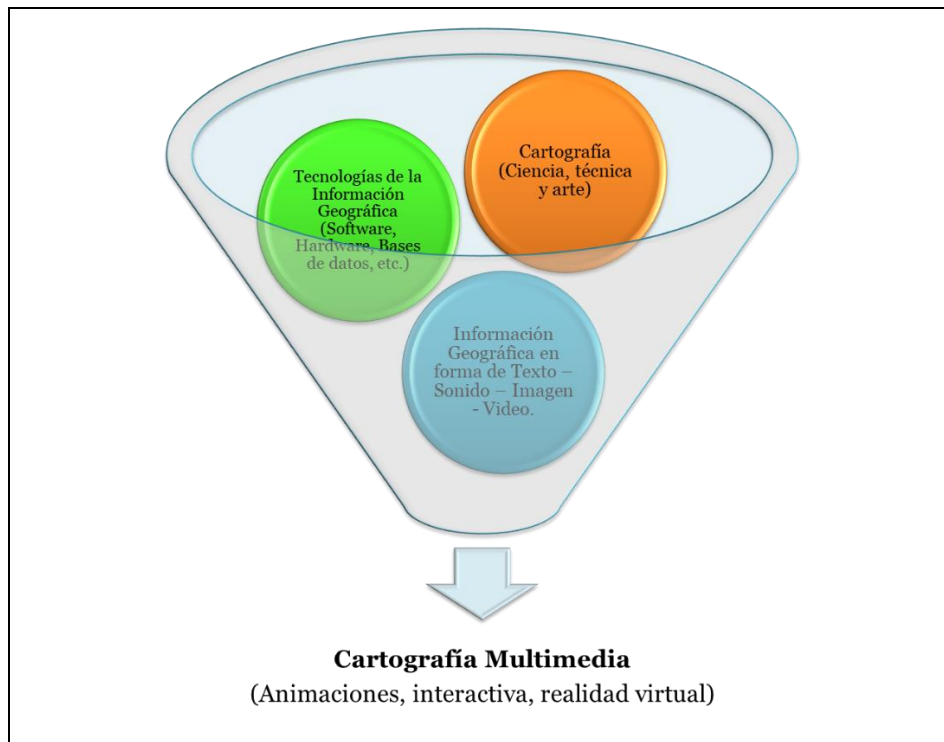 Tecnologías de la
Información
Geográfica
(Software,
Hardware, Bases
de datos, etc.)
Cartografía
(Ciencia, técnica
y arte)
Información
Geográfica en
forma de Texto –
Sonido – Imagen
- Video.
Cartografía Multimedia
(Animaciones, interactiva, realidad virtual)